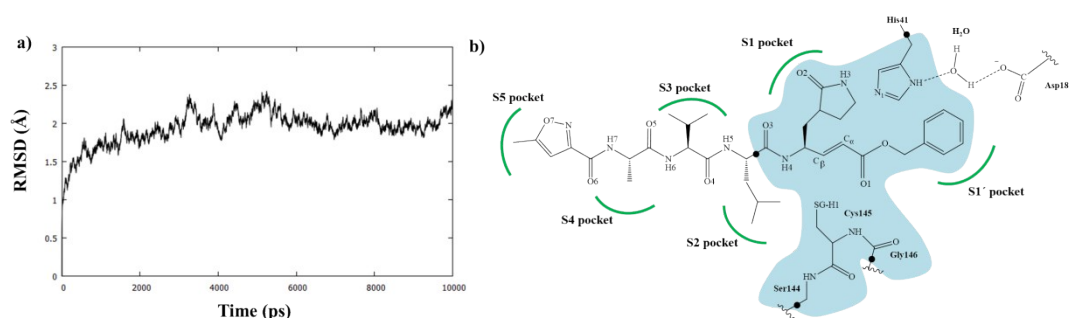 a)
RMSD (Å)
3
2.5
2
1.5
1
0.5
0
0
2000
4000
6000
8000
10000
Time (ps)
b)
His41
H₂O
H
O
H
O
⁻
C
O
Asp18
NH
N₁
S1 pocket
O2
H3
N
S3 pocket
S5 pocket
O7
N
H7
N
O5
H5
N
O3
O6
N
H6
O4
N
H4
Cβ
Cα
O
O1
S1´ pocket
S4 pocket
S2 pocket
SG-H1
Cys145
NH
O
Gly146
NH
O
Ser144